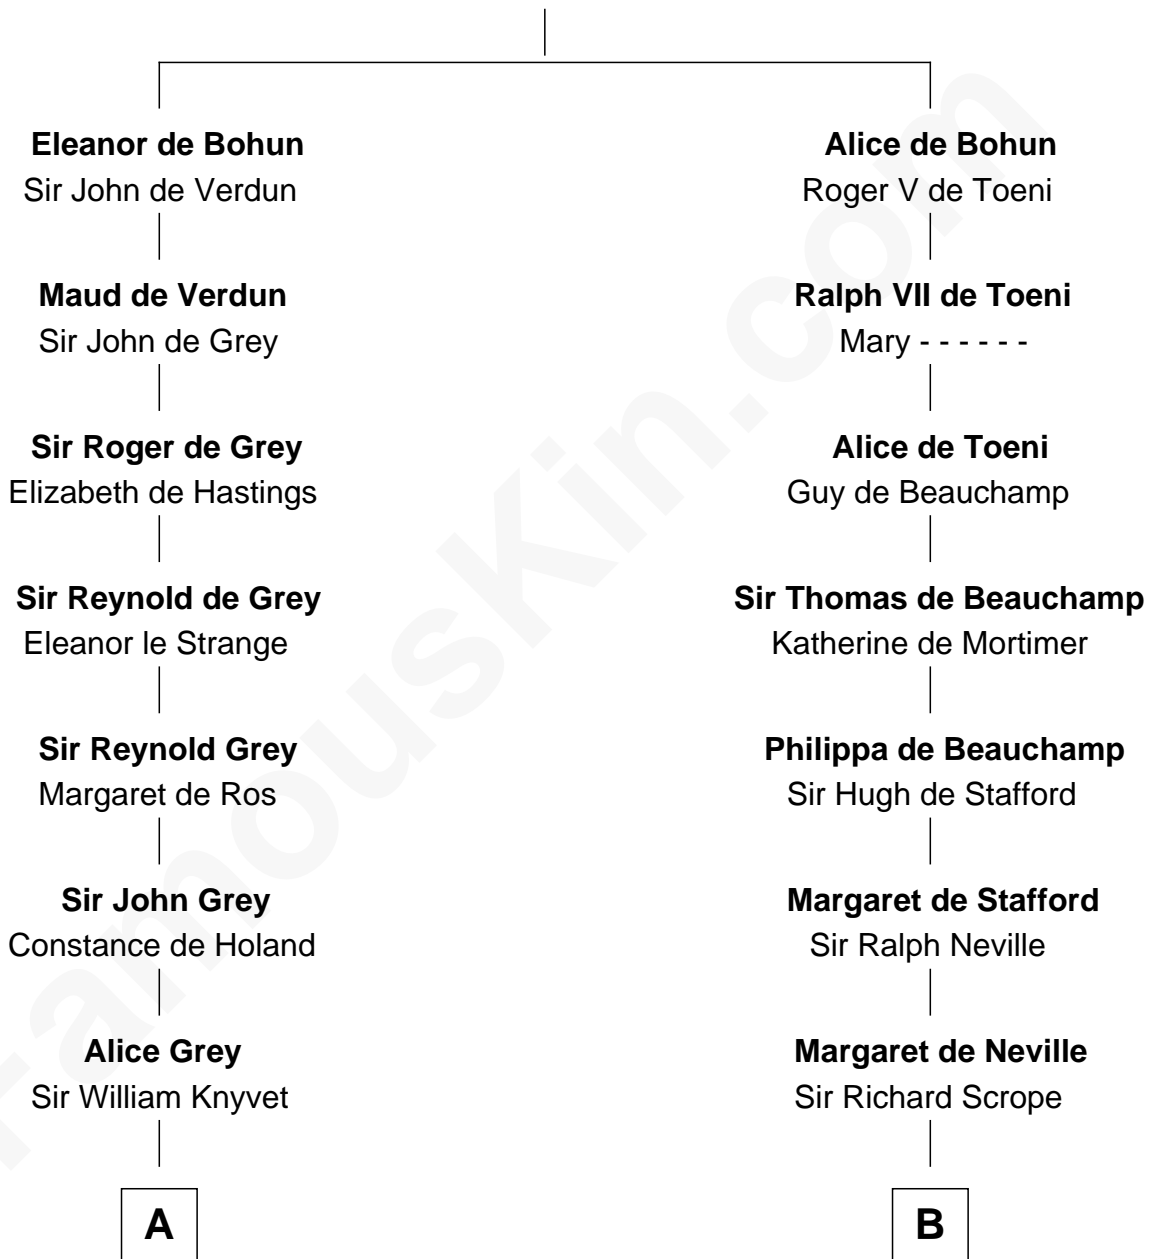 Eleanor de Bohun
Sir John de Verdun
Maud de Verdun
Sir John de Grey
Sir Roger de Grey
Elizabeth de Hastings
Sir Reynold de Grey
Eleanor le Strange
Sir Reynold Grey
Margaret de Ros
Sir John Grey
Constance de Holand
Alice Grey
Sir William Knyvet
A
Alice de Bohun
Roger V de Toeni
Ralph VII de Toeni
Mary - - - - - -
Alice de Toeni
Guy de Beauchamp
Sir Thomas de Beauchamp
Katherine de Mortimer
Philippa de Beauchamp
Sir Hugh de Stafford
Margaret de Stafford
Sir Ralph Neville
Margaret de Neville
Sir Richard Scrope
B
FamousKin.com